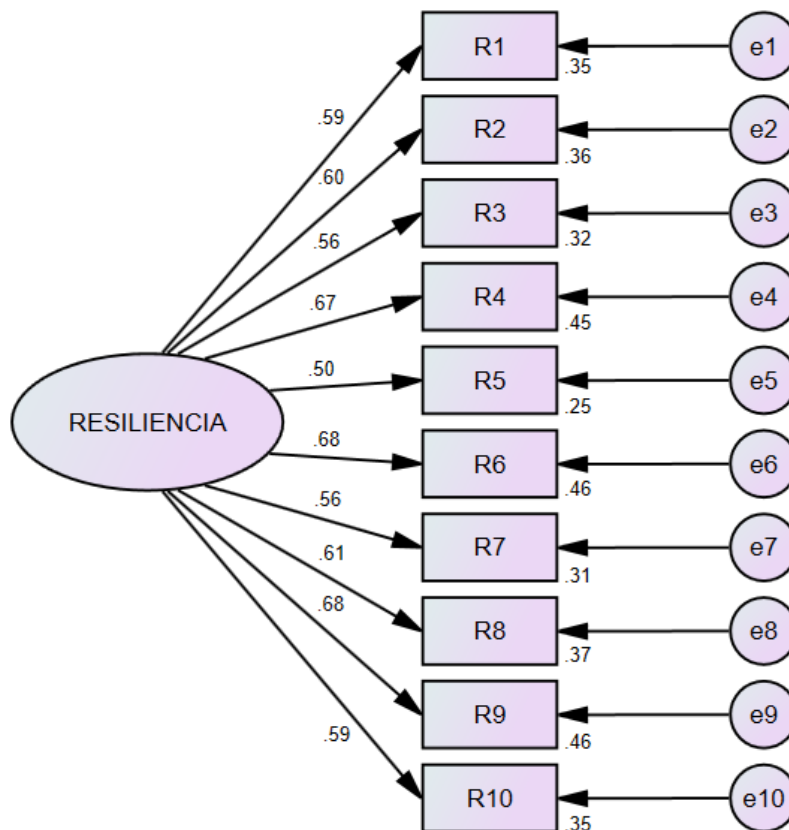 R1
e1
.35
.59
R2
e2
.36
.60
R3
e3
.32
.56
R4
e4
.45
.67
R5
e5
.25
.50
RESILIENCIA
R6
e6
.46
.68
R7
e7
.31
.56
R8
e8
.37
.61
R9
e9
.46
.68
R10
e10
.35
.59